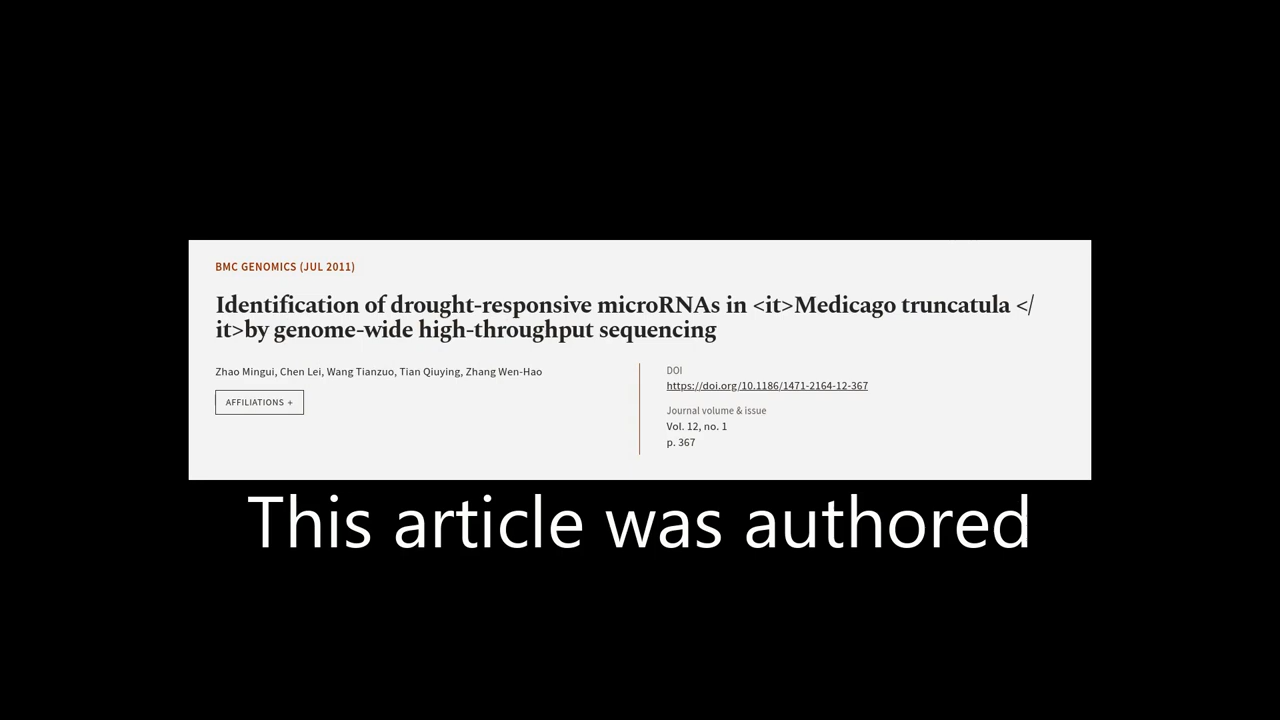 BMC GENOMICS (JUL 2011)
Identification of drought-responsive microRNAs in <it>Medicago truncatula </
it>by genome-wide high-throughput sequencing
Zhao Mingui, Chen Lei, Wang Tianzuo, Tian Qiuying, Zhang Wen-Hao
AFFILIATIONS +
DOI
https://doi.org/10.1186/1471-2164-12-367
Journal volume & issue
Vol. 12, no. 1
p. 367
This article was authored